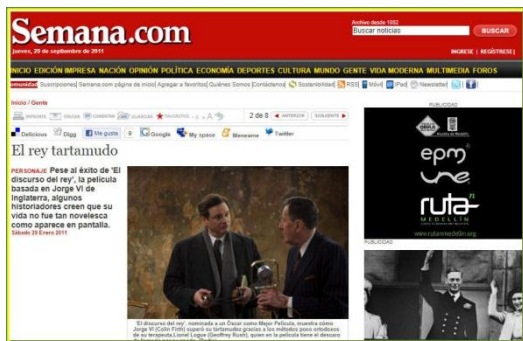 Semana.com
jueves, 29 de septiembre de 2011
Archivo desde 1982
Buscar noticias
BUSCAR
INGRESE | REGÍSTRESE|
INICIO EDICIÓN IMPRESA NACIÓN OPINIÓN POLÍTICA ECONOMÍA DEPORTES CULTURA MUNDO GENTE VIDA MODERNA MULTIMEDIA FOROS
Suscripciones| Semana.com página de inicio| Agregar a favoritos| Quiénes Somos |Contáctenos| Sostenibilidad| RSS| Móvil| iPad| Newsletter|
Inicio / Gente
PUBLICIDAD
IMPRIMIR ENVIAR COMENTAR GUARDAR FAVORITOS - A A
2 de 8 ANTERIOR | SIGUIENTE
Delicious Digg Me gusta 9 Google My space Meneame Twitter
El rey tartamudo
PERSONAJE Pese al éxito de 'El
discurso del rey', la película
basada en Jorge VI de
Inglaterra, algunos
historiadores creen que su
vida no fue tan novelesca
como aparece en pantalla.
Sábado 29 Enero 2011
'El discurso del rey', nominada a un Óscar como Mejor Película, muestra cómo
Jorge VI (Colin Firth) superó su tartamudez gracias a los métodos poco ortodoxos
de su terapeuta,Lionel Logue (Geoffrey Rush), quien en la película tiene el descaro
epm
une
ruta
MEDELLÍN
www.rutanmedellin.org
PUBLICIDAD